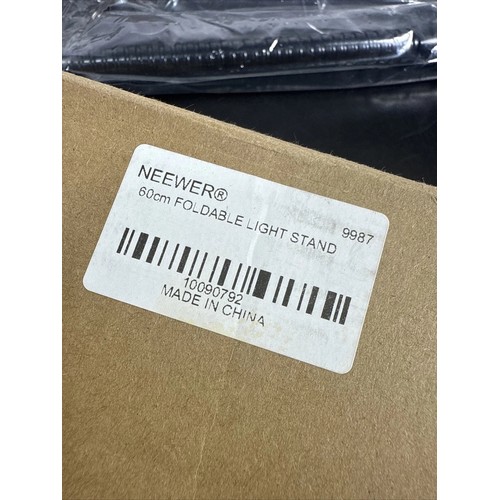 NEEWER®
60cm FOLDABLE LIGHT STAND 9987
10090792
MADE IN CHINA